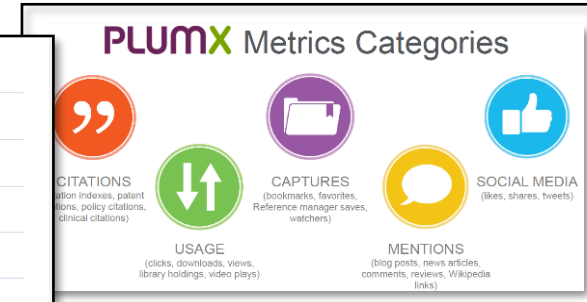 PLUMX Metrics Categories
CITATIONS
indexes, patent
policy citations,
clinical citations)
USAGE
(clicks, downloads, views,
library holdings, video plays)
CAPTURES
(bookmarks, favorites,
Reference manager saves,
watchers)
MENTIONS
(blog posts, news articles,
comments, reviews, Wikipedia
links)
SOCIAL MEDIA
(likes, shares, tweets)